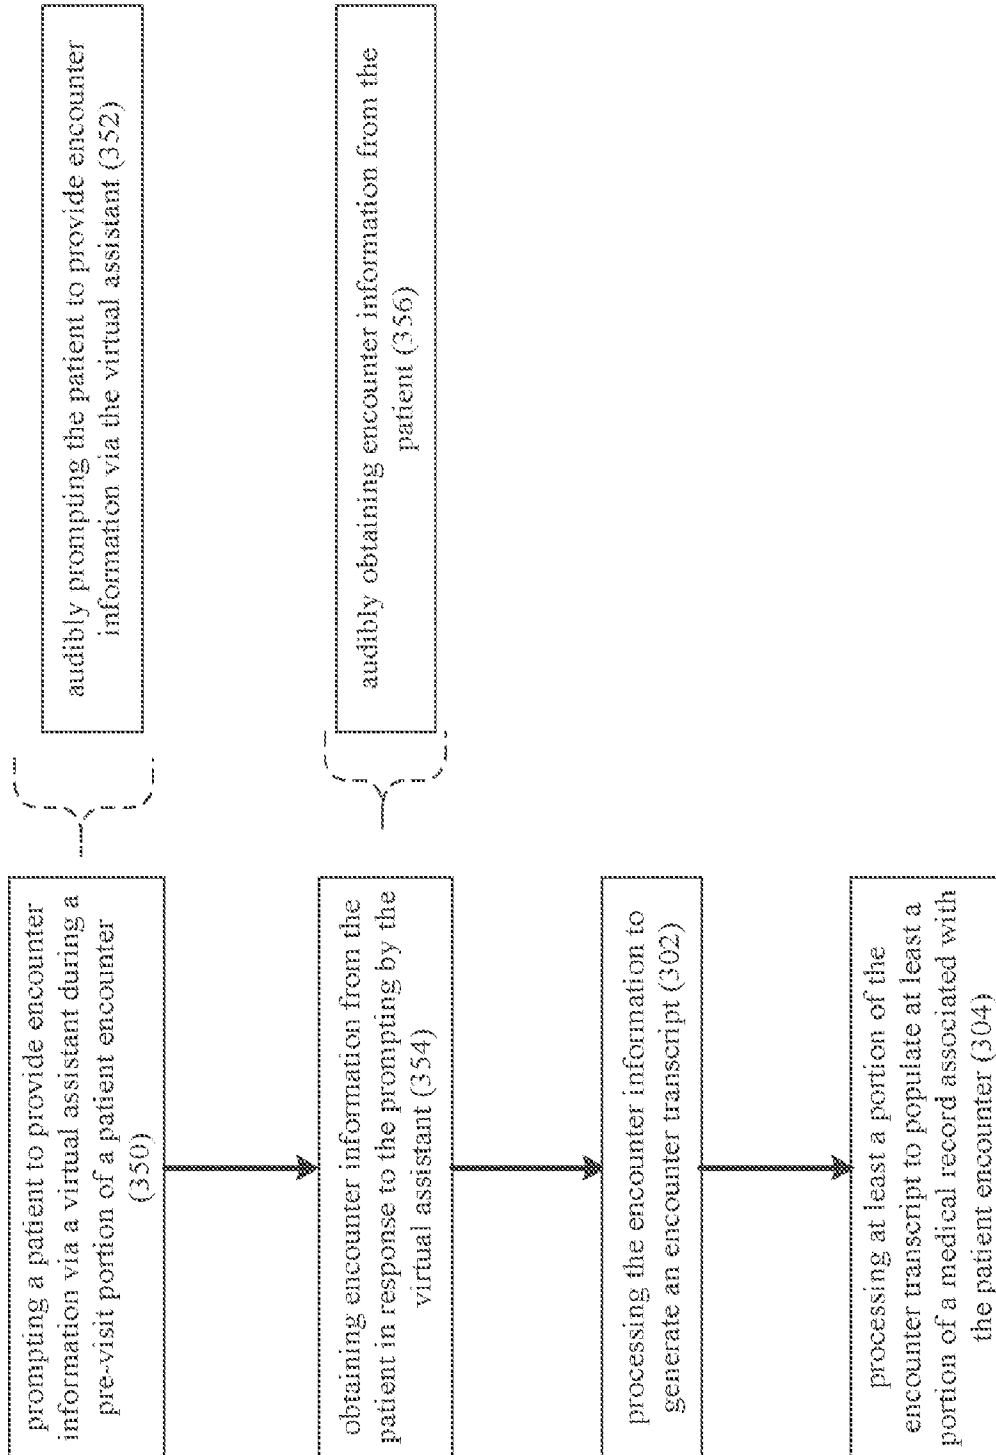 prompting a patient to provide encounter
information via a virtual assistant during a
pre-visit portion of a patient encounter
(350)
audibly prompting the patient to provide encounter
information via the virtual assistant (352)
obtaining encounter information from the
patient in response to the prompting by the
virtual assistant (354)
audibly obtaining encounter information from the
patient (356)
processing the encounter information to
generate an encounter transcript (302)
processing at least a portion of the
encounter transcript to populate at least a
portion of a medical record associated with
the patient encounter (304)